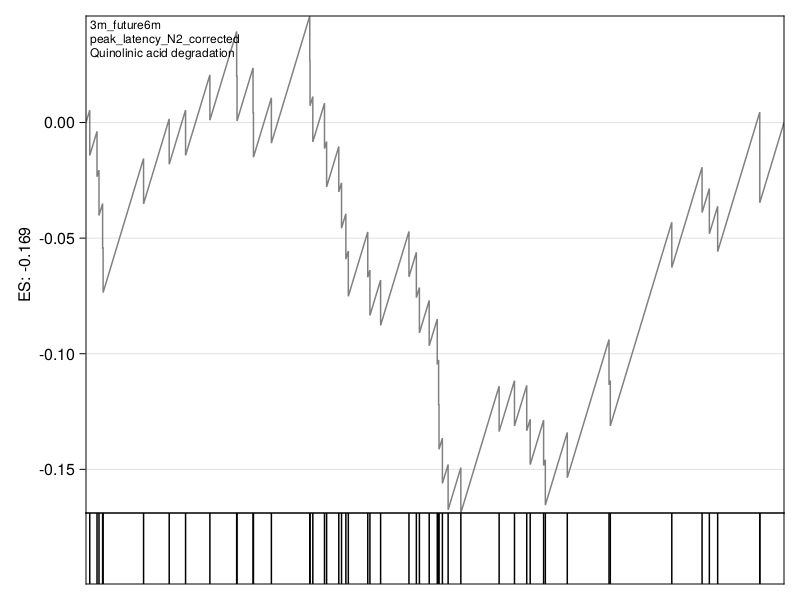 3m_future6m
peak_latency_N2_corrected
Quinolinic acid degradation
0.00
-0.05
-0.10
-0.15
ES: -0.169